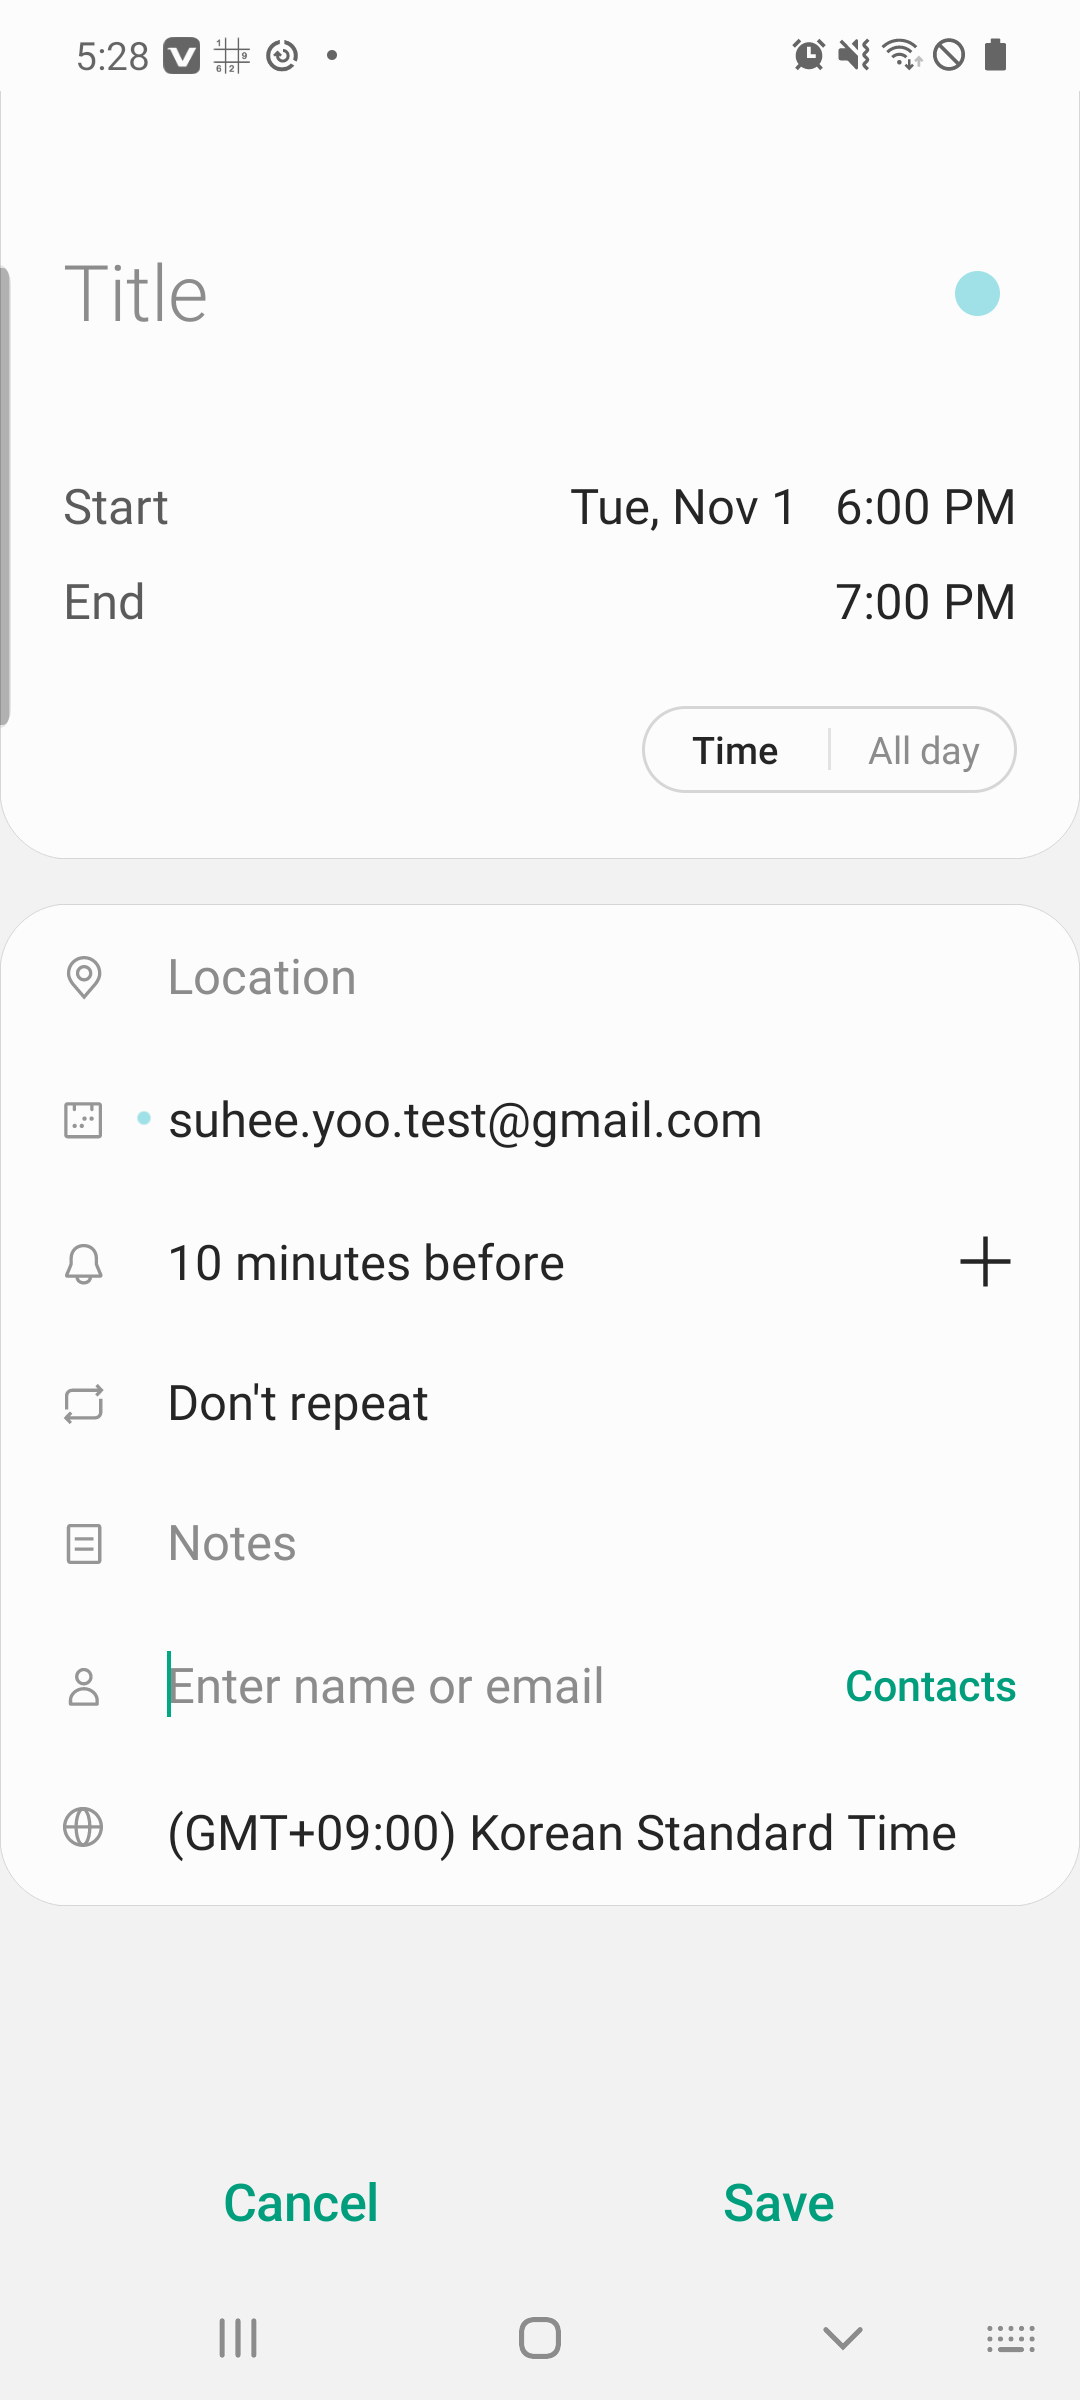 5:28
Title
Start Tue, Nov 1 6:00 PM
End 7:00 PM
Time All day
Location
suhee.yoo.test@gmail.com
10 minutes before
Don't repeat
Notes
Enter name or email Contacts
(GMT+09:00) Korean Standard Time
Cancel Save